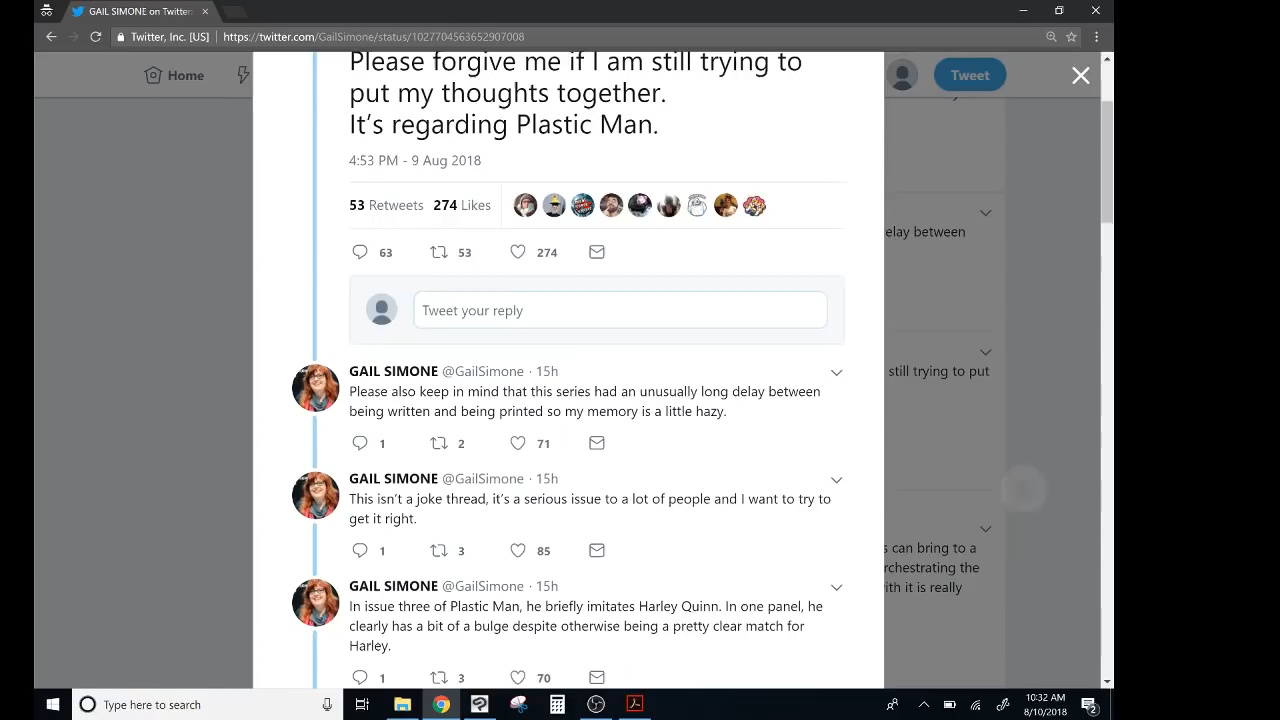 GAIL SIMONE on Twitter:
Twitter, Inc. [US]
https://twitter.com/GailSimone/status/1027704563652907008
Home
Tweet
Please forgive me if I am still trying to
put my thoughts together.
It's regarding Plastic Man.
4:53 PM - 9 Aug 2018
53 Retweets 274 Likes
63 53 274
Tweet your reply
GAIL SIMONE @GailSimone · 15h
Please also keep in mind that this series had an unusually long delay between
being written and being printed so my memory is a little hazy.
1 2 71
GAIL SIMONE @GailSimone · 15h
This isn't a joke thread, it's a serious issue to a lot of people and I want to try to
get it right.
1 3 85
GAIL SIMONE @GailSimone · 15h
In issue three of Plastic Man, he briefly imitates Harley Quinn. In one panel, he
clearly has a bit of a bulge despite otherwise being a pretty clear match for
Harley.
1 3 70
elay between
still trying to put
s can bring to a
rchestrating the
ith it is really
Type here to search
10:32 AM
8/10/2018
2